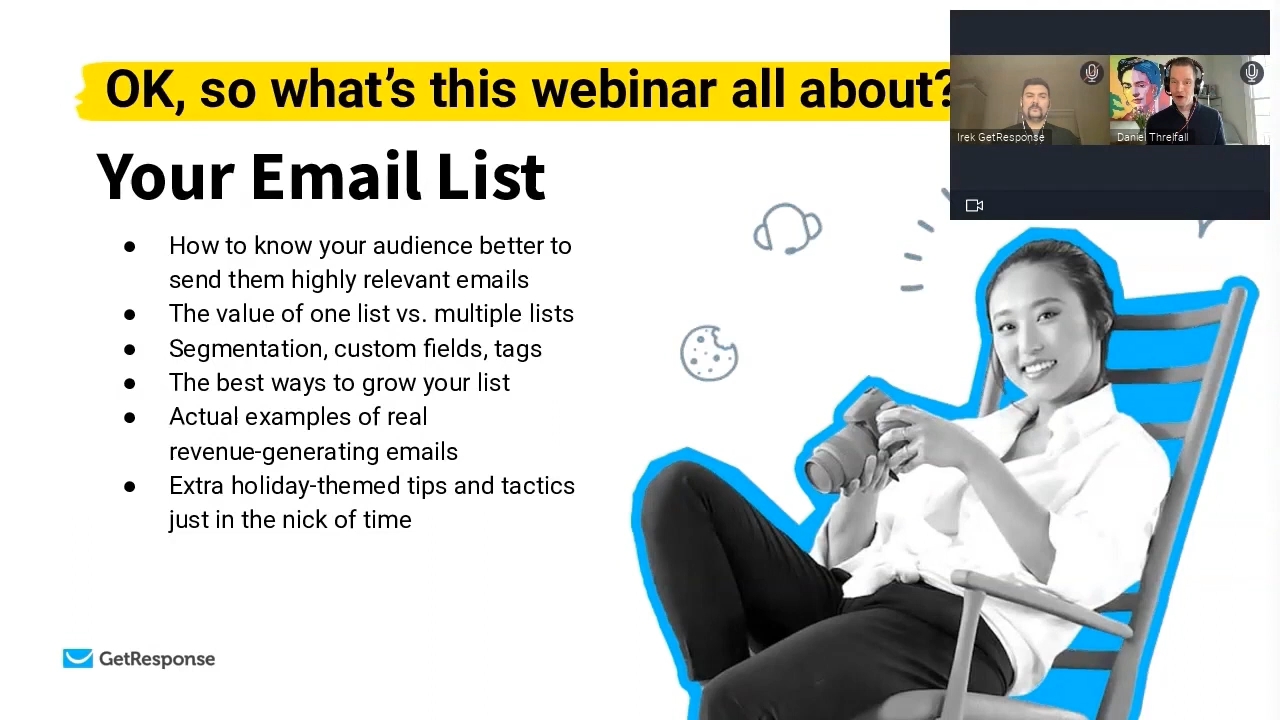 OK, so what's this webinar all about?
Irek GetResponse
Daniel Threlfall
Your Email List
● How to know your audience better to
send them highly relevant emails
● The value of one list vs. multiple lists
● Segmentation, custom fields, tags
● The best ways to grow your list
● Actual examples of real
revenue-generating emails
● Extra holiday-themed tips and tactics
just in the nick of time
GetResponse